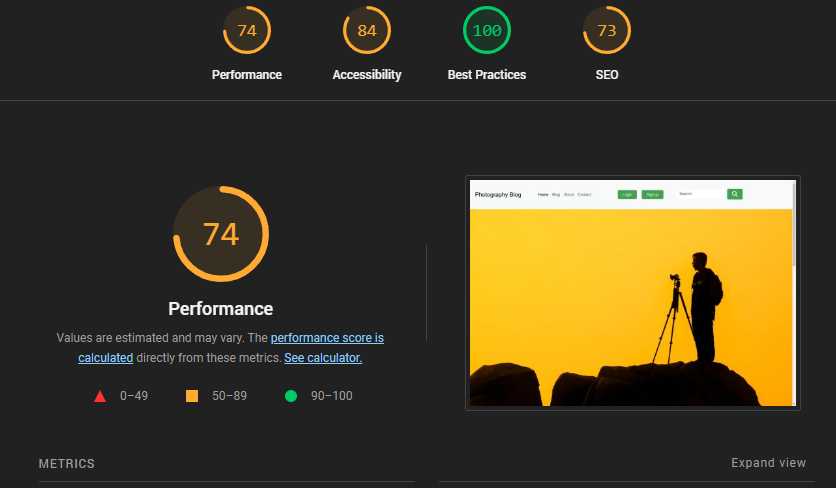 74 84 100 73
Performance Accessibility Best Practices SEO
74
Performance
Values are estimated and may vary. The performance score is
calculated directly from these metrics. See calculator.
0–49 50–89 90–100
Photography Blog Home Blog About Contact Login Signup Search
METRICS Expand view